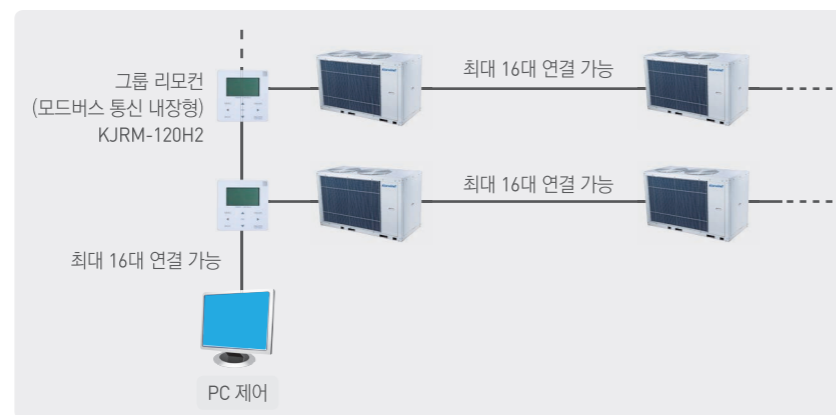 그룹 리모컨
(모드버스 통신 내장형)
KJRM-120H2
최대 16대 연결 가능
최대 16대 연결 가능
최대 16대 연결 가능
PC 제어